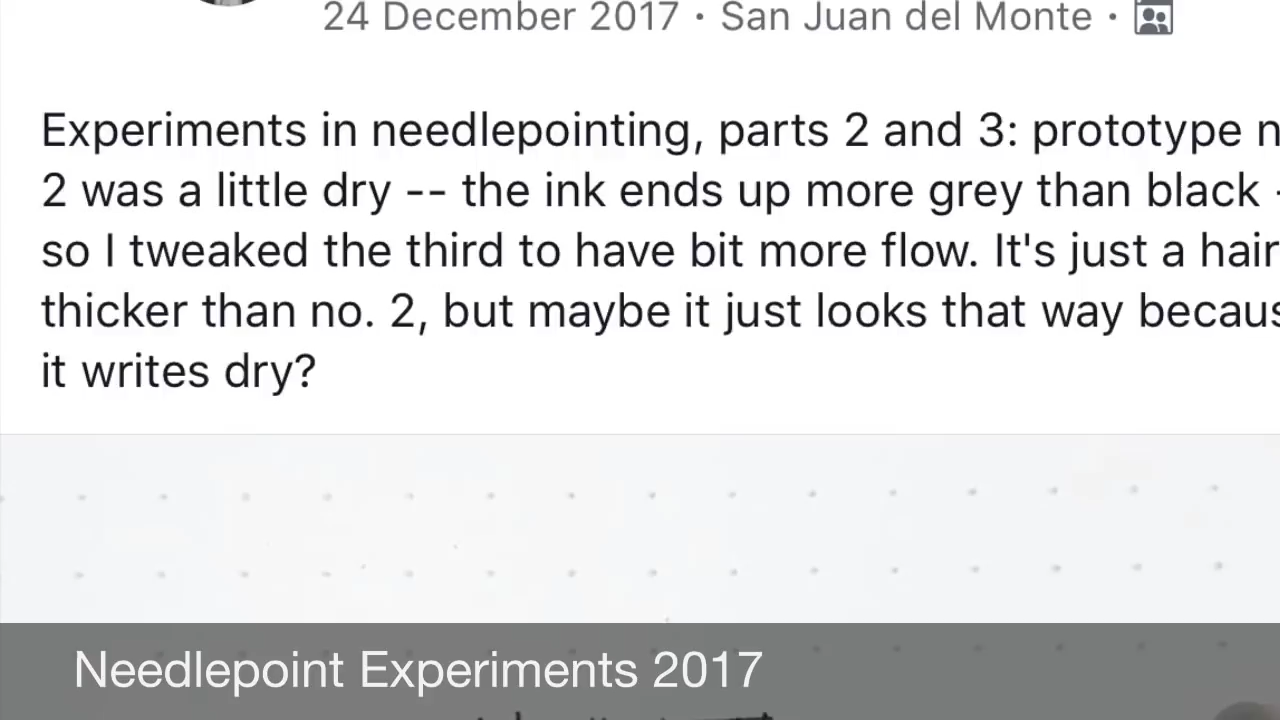 24 December 2017 · San Juan del Monte ·
Experiments in needlepointing, parts 2 and 3: prototype
2 was a little dry -- the ink ends up more grey than black
so I tweaked the third to have bit more flow. It's just a hair
thicker than no. 2, but maybe it just looks that way
it writes dry?
Needlepoint Experiments 2017